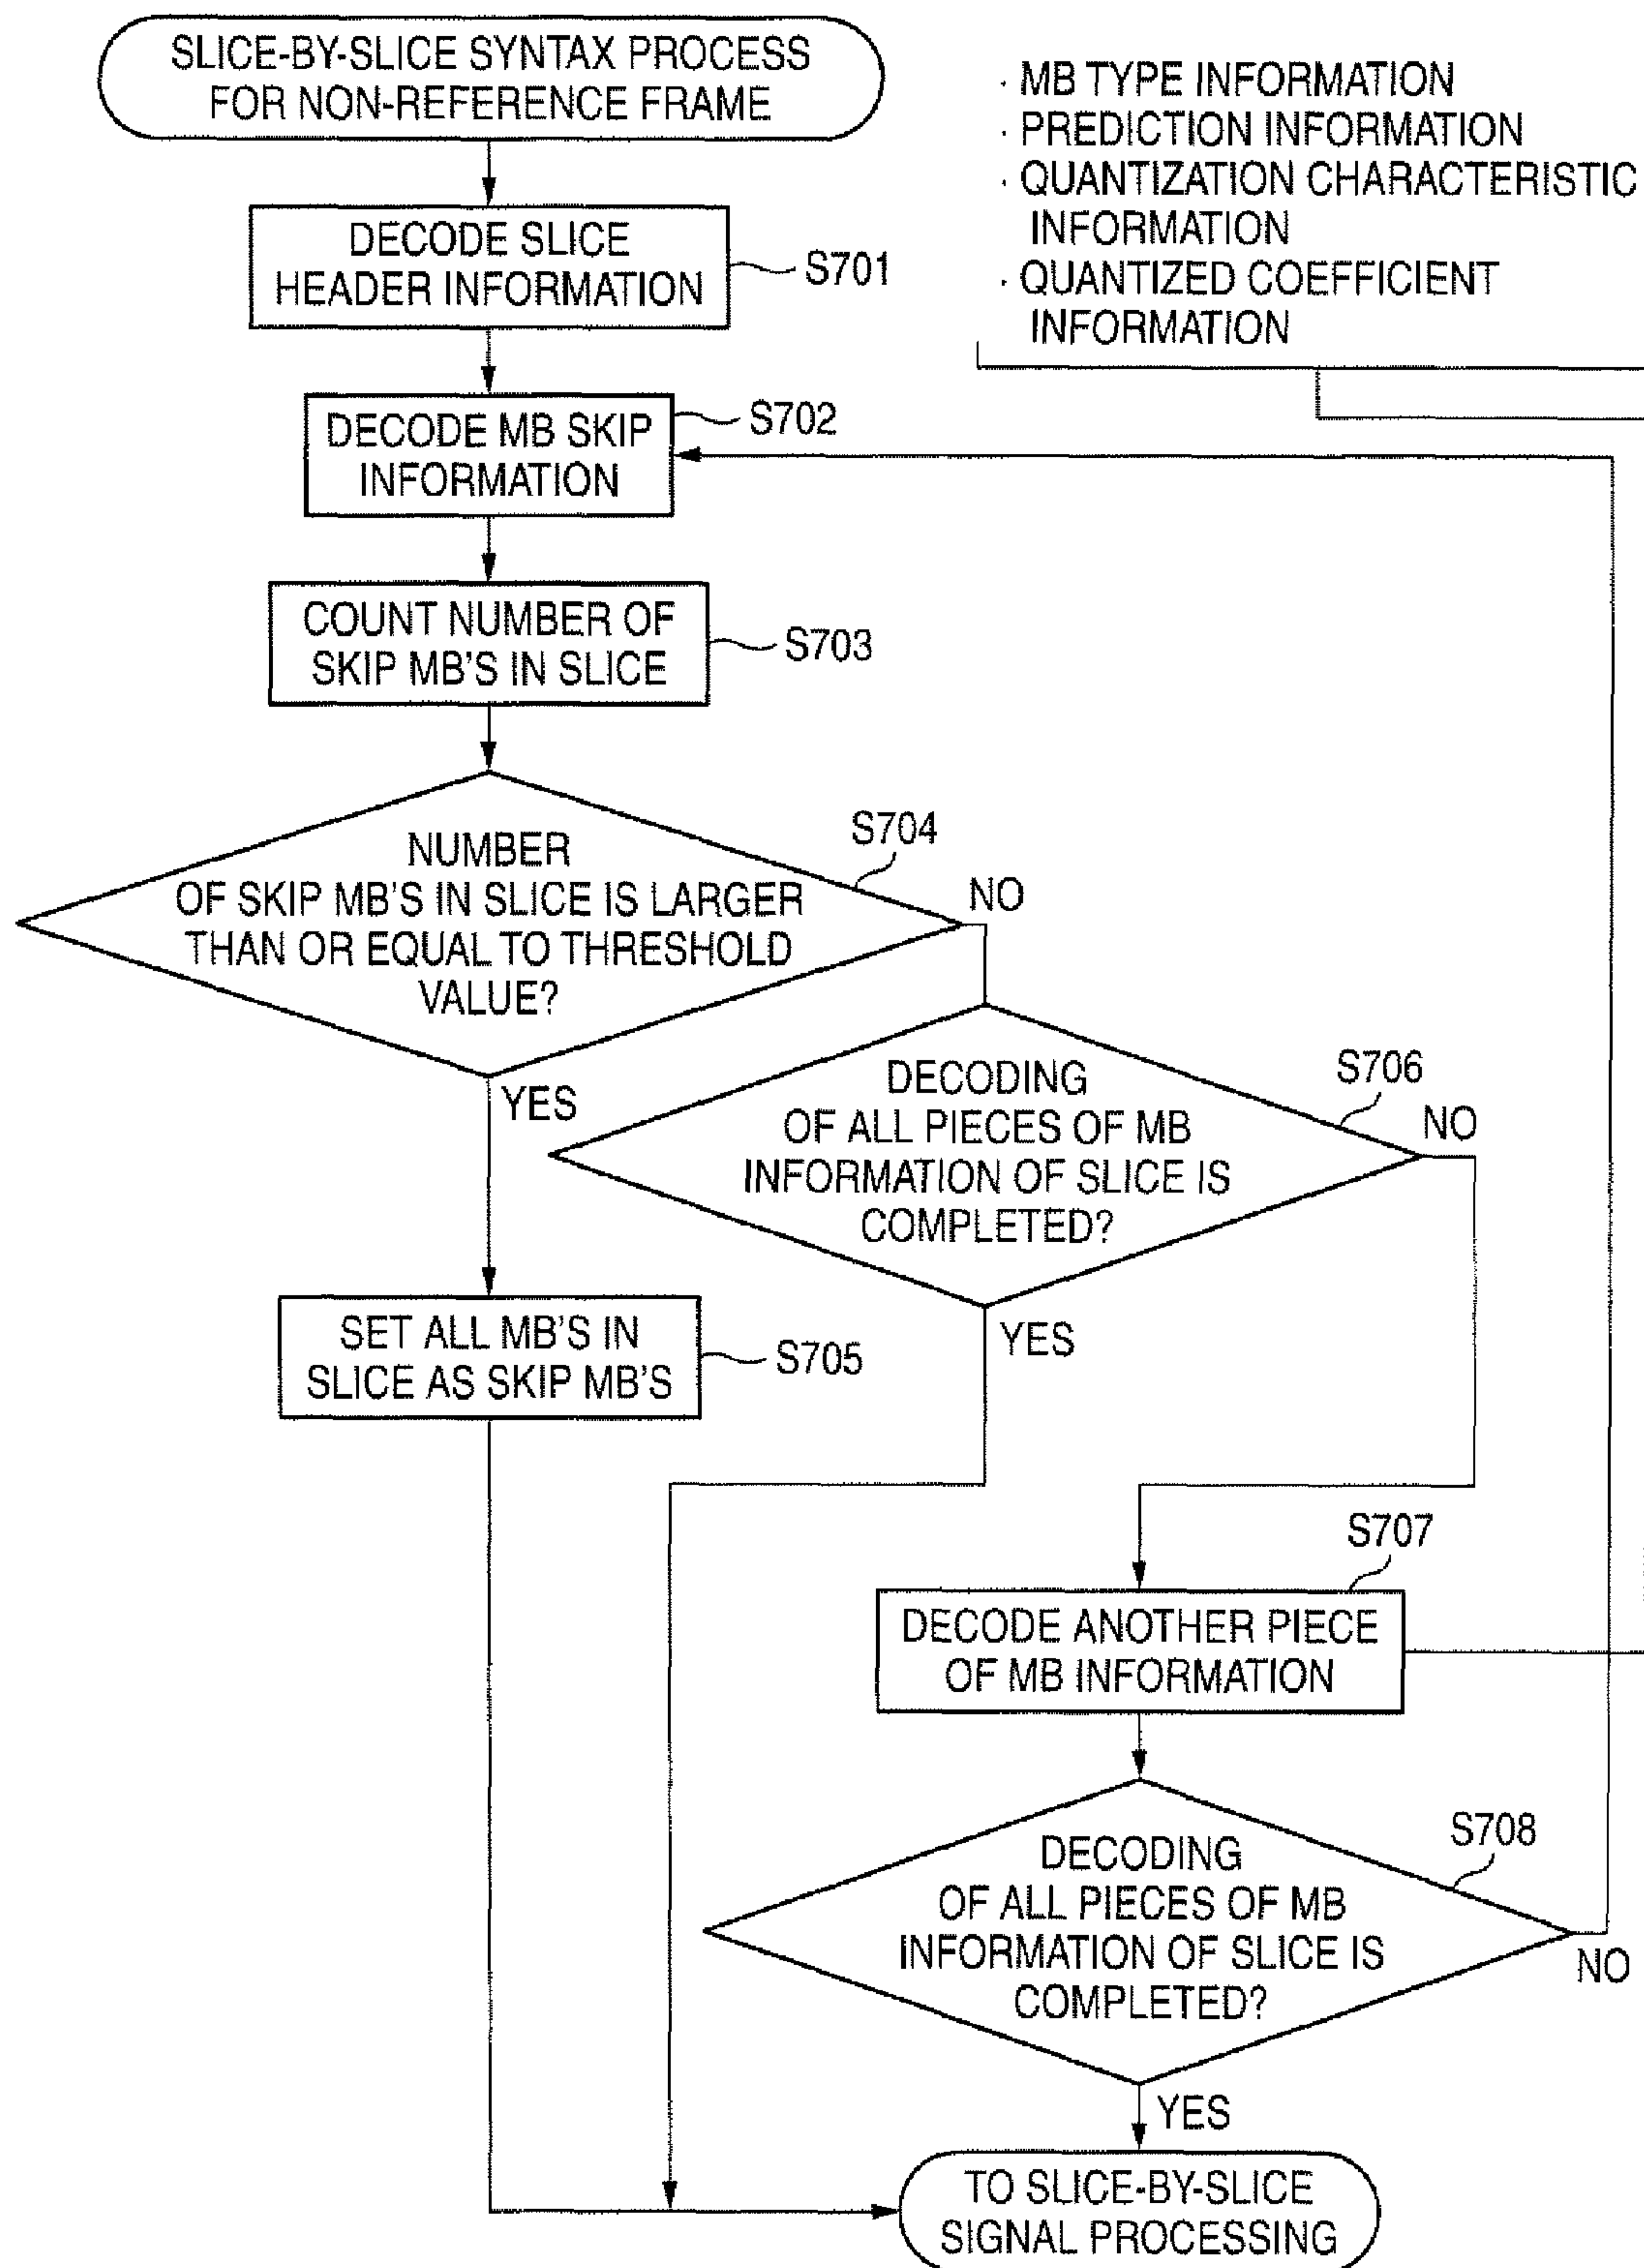 SLICE-BY-SLICE SYNTAX PROCESS
FOR NON-REFERENCE FRAME
· MB TYPE INFORMATION
· PREDICTION INFORMATION
· QUANTIZATION CHARACTERISTIC
INFORMATION
· QUANTIZED COEFFICIENT
INFORMATION
DECODE SLICE
HEADER INFORMATION
S701
DECODE MB SKIP
INFORMATION
S702
COUNT NUMBER OF
SKIP MB'S IN SLICE
S703
NUMBER
OF SKIP MB'S IN SLICE IS LARGER
THAN OR EQUAL TO THRESHOLD
VALUE?
S704
NO
YES
DECODING
OF ALL PIECES OF MB
INFORMATION OF SLICE IS
COMPLETED?
S706
NO
YES
SET ALL MB'S IN
SLICE AS SKIP MB'S
S705
S707
DECODE ANOTHER PIECE
OF MB INFORMATION
DECODING
OF ALL PIECES OF MB
INFORMATION OF SLICE IS
COMPLETED?
S708
NO
YES
TO SLICE-BY-SLICE
SIGNAL PROCESSING